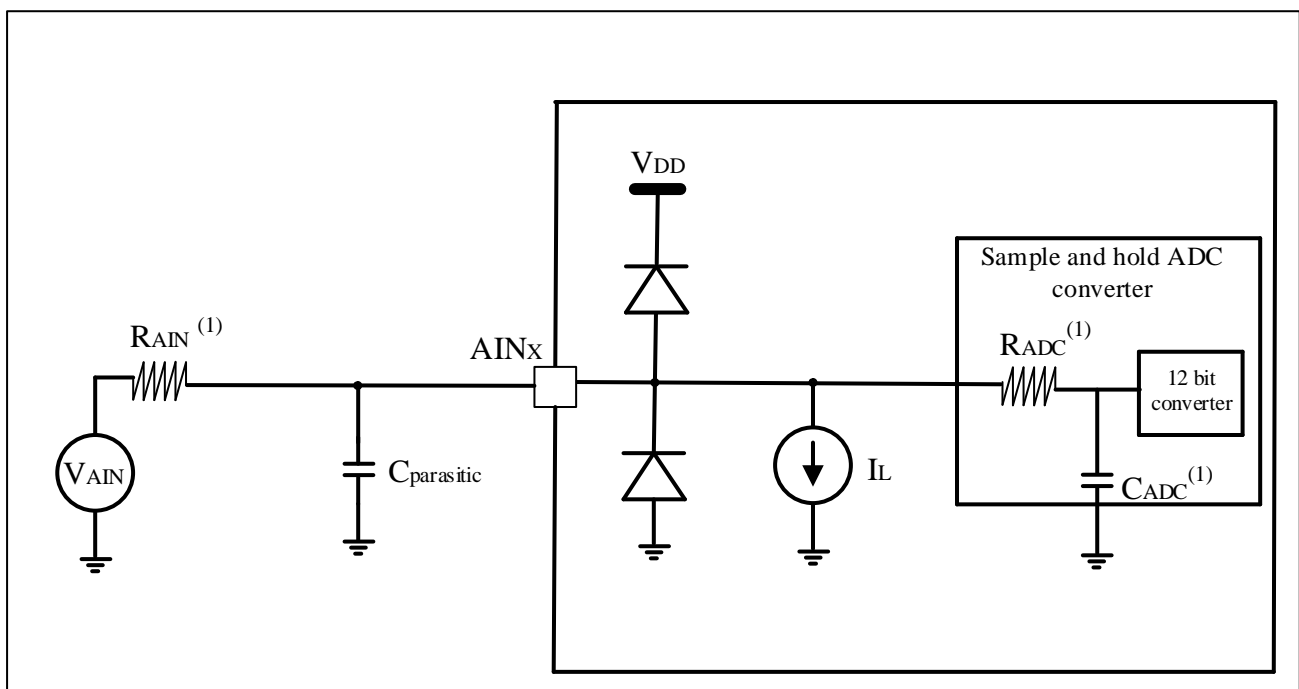 VDD
Sample and hold ADC
converter
RAIN (1)
AINX
RADC(1)
12 bit
converter
VAIN
Cparasitic
IL
CADC(1)